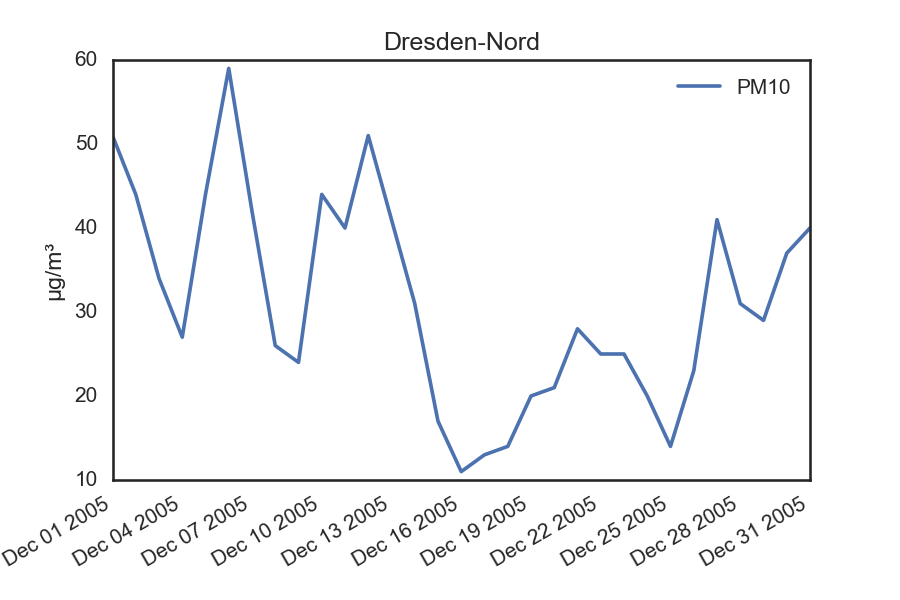 Dresden-Nord
PM10
60
50
40
30
20
10
µg/m³
Dec 01 2005
Dec 04 2005
Dec 07 2005
Dec 10 2005
Dec 13 2005
Dec 16 2005
Dec 19 2005
Dec 22 2005
Dec 25 2005
Dec 28 2005
Dec 31 2005